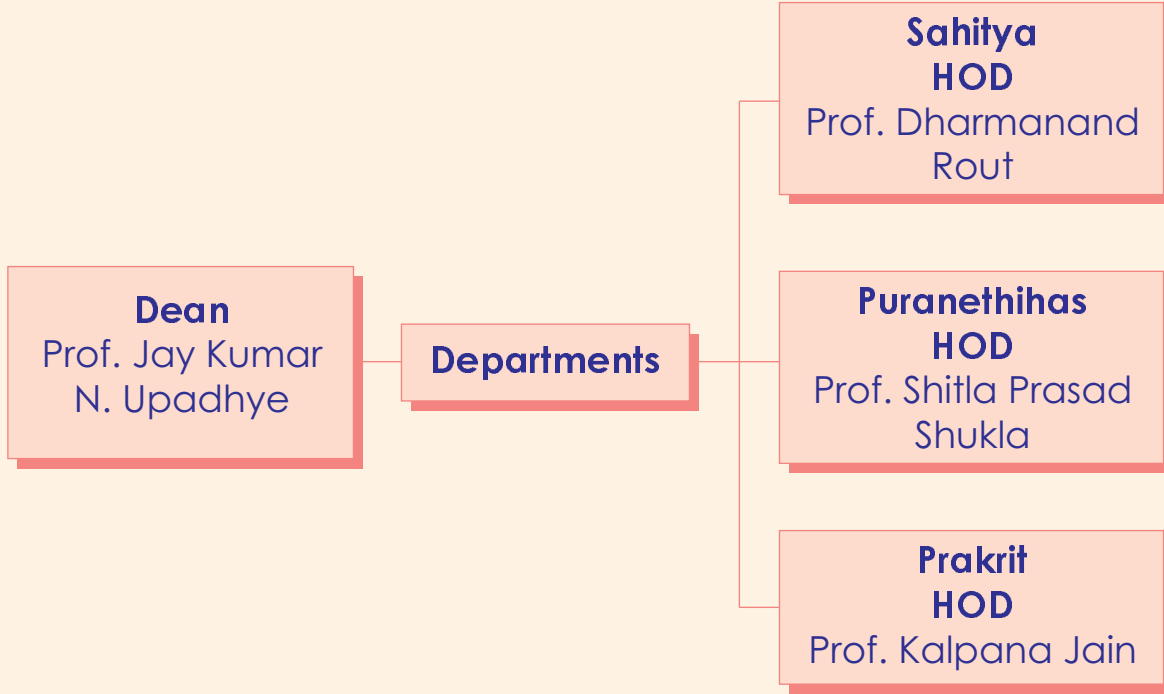 Dean
Prof. Jay Kumar
N. Upadhye
Departments
Sahitya
HOD
Prof. Dharmanand
Rout
Puranethihas
HOD
Prof. Shitla Prasad
Shukla
Prakrit
HOD
Prof. Kalpana Jain